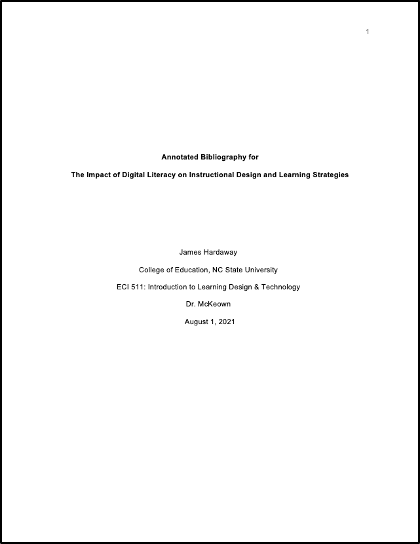 1
Annotated Bibliography for
The Impact of Digital Literacy on Instructional Design and Learning Strategies
James Hardaway
College of Education, NC State University
ECI 511: Introduction to Learning Design & Technology
Dr. McKeown
August 1, 2021